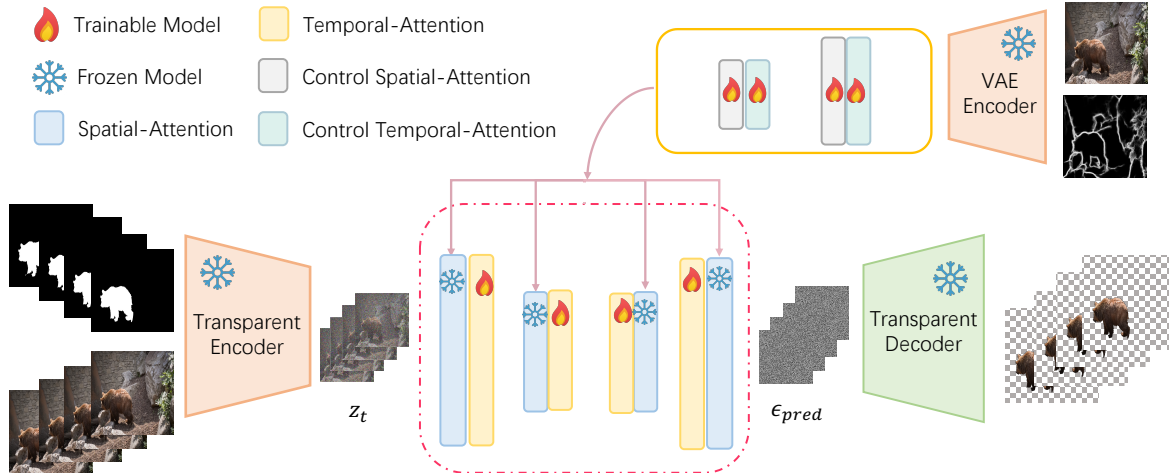 Trainable Model
Temporal-Attention
Frozen Model
Control Spatial-Attention
Spatial-Attention
Control Temporal-Attention
VAE
Encoder
Transparent
Encoder
z_t
ϵ_pred
Transparent
Decoder